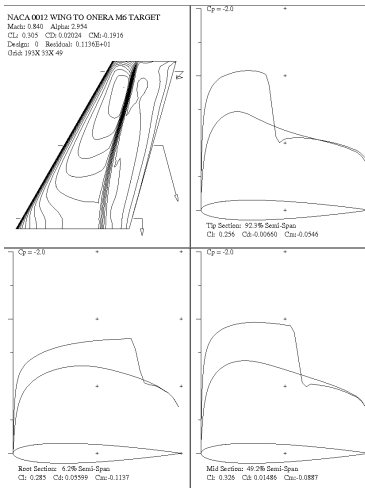 NACA 0012 WING TO ONERA M6 TARGET
Mach: 0.840 Alpha: 2.954
CL: 0.305 CD: 0.02024 CM:-0.1916
Design: 0 Residual: 0.1136E+01
Grid: 193X 33X 49
Cp = -2.0
Tip Section: 92.3% Semi-Span
Cl: 0.256 Cd:-0.00660 Cm:-0.0546
Cp = -2.0
Root Section: 6.2% Semi-Span
Cl: 0.285 Cd: 0.05599 Cm:-0.1137
Cp = -2.0
Mid Section: 49.2% Semi-Span
Cl: 0.326 Cd: 0.01486 Cm:-0.0887